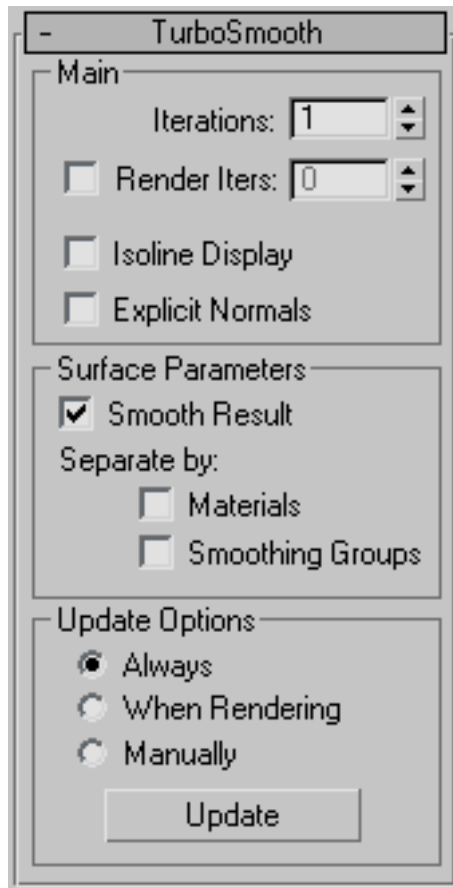 - TurboSmooth
Main
Iterations: 1
Render Iters: 0
Isoline Display
Explicit Normals
Surface Parameters
Smooth Result
Separate by:
Materials
Smoothing Groups
Update Options
Always
When Rendering
Manually
Update